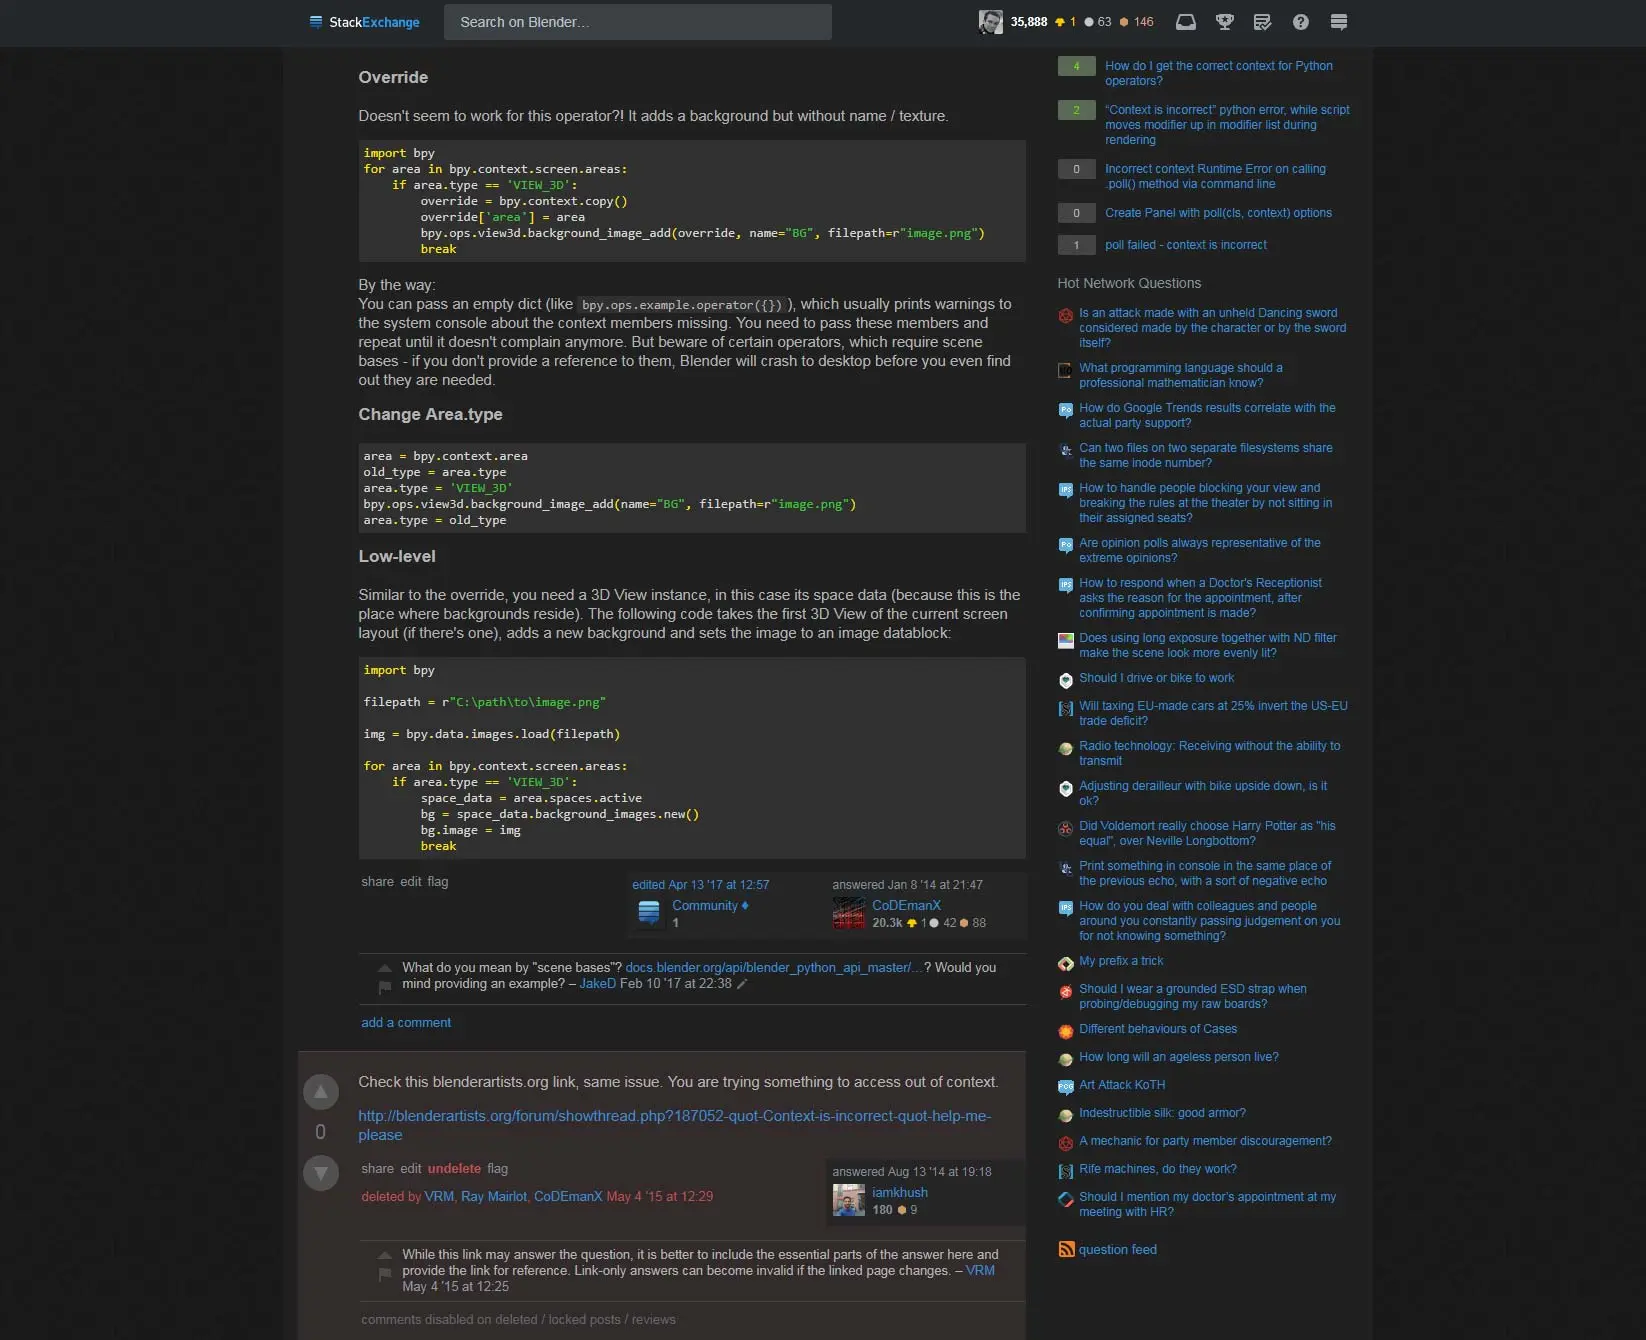 StackExchange
Search on Blender...
35,888 1 63 146
Override
Doesn't seem to work for this operator?! It adds a background but without name / texture.
import bpy
for area in bpy.context.screen.areas:
if area.type == 'VIEW_3D':
override = bpy.context.copy()
override['area'] = area
bpy.ops.view3d.background_image_add(override, name="BG", filepath=r"image.png")
break
By the way:
You can pass an empty dict (like bpy.ops.example.operator({}) ), which usually prints warnings to
the system console about the context members missing. You need to pass these members and
repeat until it doesn't complain anymore. But beware of certain operators, which require scene
bases - if you don't provide a reference to them, Blender will crash to desktop before you even find
out they are needed.
Change Area.type
area = bpy.context.area
old_type = area.type
area.type = 'VIEW_3D'
bpy.ops.view3d.background_image_add(name="BG", filepath=r"image.png")
area.type = old_type
Low-level
Similar to the override, you need a 3D View instance, in this case its space data (because this is the
place where backgrounds reside). The following code takes the first 3D View of the current screen
layout (if there's one), adds a new background and sets the image to an image datablock:
import bpy
filepath = r"C:\path\to\image.png"
img = bpy.data.images.load(filepath)
for area in bpy.context.screen.areas:
if area.type == 'VIEW_3D':
space_data = area.spaces.active
bg = space_data.background_images.new()
bg.image = img
break
share edit flag
edited Apr 13 '17 at 12:57
Community ♦
1
answered Jan 8 '14 at 21:47
CoDEmanX
20.3k 1 42 88
What do you mean by "scene bases"? docs.blender.org/api/blender_python_api_master/…? Would you
mind providing an example? – JakeD Feb 10 '17 at 22:38
add a comment
Check this blenderartists.org link, same issue. You are trying something to access out of context.
0
http://blenderartists.org/forum/showthread.php?187052-quot-Context-is-incorrect-quot-help-me-
please
share edit undelete flag
deleted by VRM, Ray Mairlot, CoDEmanX May 4 '15 at 12:29
answered Aug 13 '14 at 19:18
iamkhush
180 9
While this link may answer the question, it is better to include the essential parts of the answer here and
provide the link for reference. Link-only answers can become invalid if the linked page changes. – VRM
May 4 '15 at 12:25
comments disabled on deleted / locked posts / reviews
4 How do I get the correct context for Python
operators?
2 "Context is incorrect" python error, while script
moves modifier up in modifier list during
rendering
0 Incorrect context Runtime Error on calling
.poll() method via command line
0 Create Panel with poll(cls, context) options
1 poll failed - context is incorrect
Hot Network Questions
Is an attack made with an unheld Dancing sword
considered made by the character or by the sword
itself?
What programming language should a
professional mathematician know?
How do Google Trends results correlate with the
actual party support?
Can two files on two separate filesystems share
the same inode number?
How to handle people blocking your view and
breaking the rules at the theater by not sitting in
their assigned seats?
Are opinion polls always representative of the
extreme opinions?
How to respond when a Doctor's Receptionist
asks the reason for the appointment, after
confirming appointment is made?
Does using long exposure together with ND filter
make the scene look more evenly lit?
Should I drive or bike to work
Will taxing EU-made cars at 25% invert the US-EU
trade deficit?
Radio technology: Receiving without the ability to
transmit
Adjusting derailleur with bike upside down, is it
ok?
Did Voldemort really choose Harry Potter as "his
equal", over Neville Longbottom?
Print something in console in the same place of
the previous echo, with a sort of negative echo
How do you deal with colleagues and people
around you constantly passing judgement on you
for not knowing something?
My prefix a trick
Should I wear a grounded ESD strap when
probing/debugging my raw boards?
Different behaviours of Cases
How long will an ageless person live?
Art Attack KoTH
Indestructible silk: good armor?
A mechanic for party member discouragement?
Rife machines, do they work?
Should I mention my doctor's appointment at my
meeting with HR?
question feed